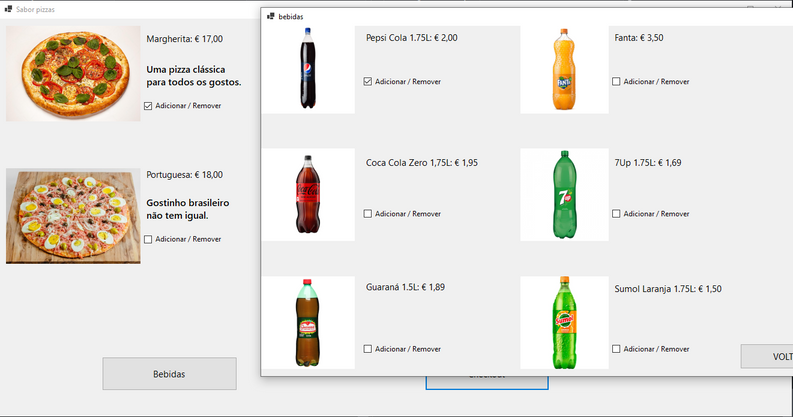 Sabor pizzas
Margherita: € 17,00
Uma pizza clássica
para todos os gostos.
Adicionar / Remover
Portuguesa: € 18,00
Gostinho brasileiro
não tem igual.
Adicionar / Remover
Bebidas
bebidas
Pepsi Cola 1.75L: € 2,00
Adicionar / Remover
Fanta: € 3,50
Adicionar / Remover
Coca Cola Zero 1,75L: € 1,95
Adicionar / Remover
7Up 1.75L: € 1,69
Adicionar / Remover
Guaraná 1.5L: € 1,89
Adicionar / Remover
Sumol Laranja 1.75L: € 1,50
Adicionar / Remover
VOLT